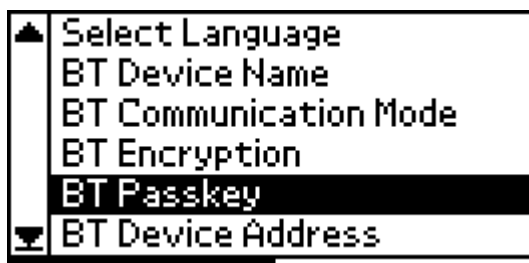 Select Language
BT Device Name
BT Communication Mode
BT Encryption
BT Passkey
BT Device Address